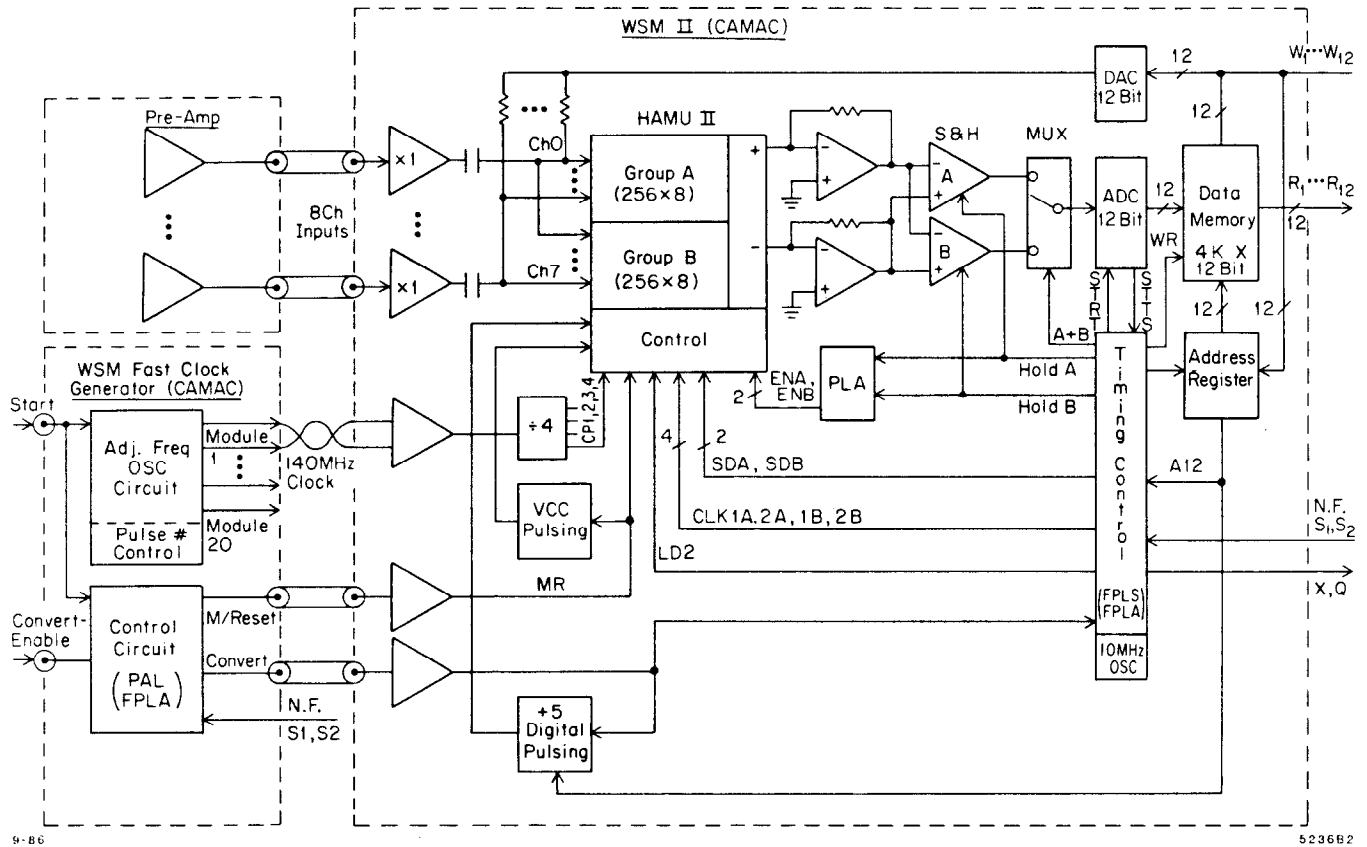 WSM II (CAMAC)
Pre-Amp
8Ch
Inputs
×1
×1
Ch0
Ch7
HAMU II
Group A
(256×8)
Group B
(256×8)
Control
+
−
−
+
−
+
S&H
−
A
+
−
B
+
MUX
DAC
12 Bit
12
W1···W12
12
ADC
12 Bit
12
Data
Memory
4K X
12 Bit
R1···R12
12
WR
STRT
STTS
12
12
A+B
Address
Register
Hold A
Hold B
PLA
ENA,
ENB
2
Timing Control
(FPLS)
(FPLA)
10MHz
OSC
A12
N.F.
S1,S2
X,Q
WSM Fast Clock
Generator (CAMAC)
Start
Adj. Freq
OSC
Circuit
Pulse #
Control
Module
1
Module
20
140MHz
Clock
÷4
CP1,2,3,4
4
2
SDA, SDB
CLK1A.2A, 1B, 2B
LD2
VCC
Pulsing
MR
Convert-
Enable
Control
Circuit
(PAL
FPLA)
M/Reset
Convert
N.F.
S1,S2
+5
Digital
Pulsing
9-86
5236B2